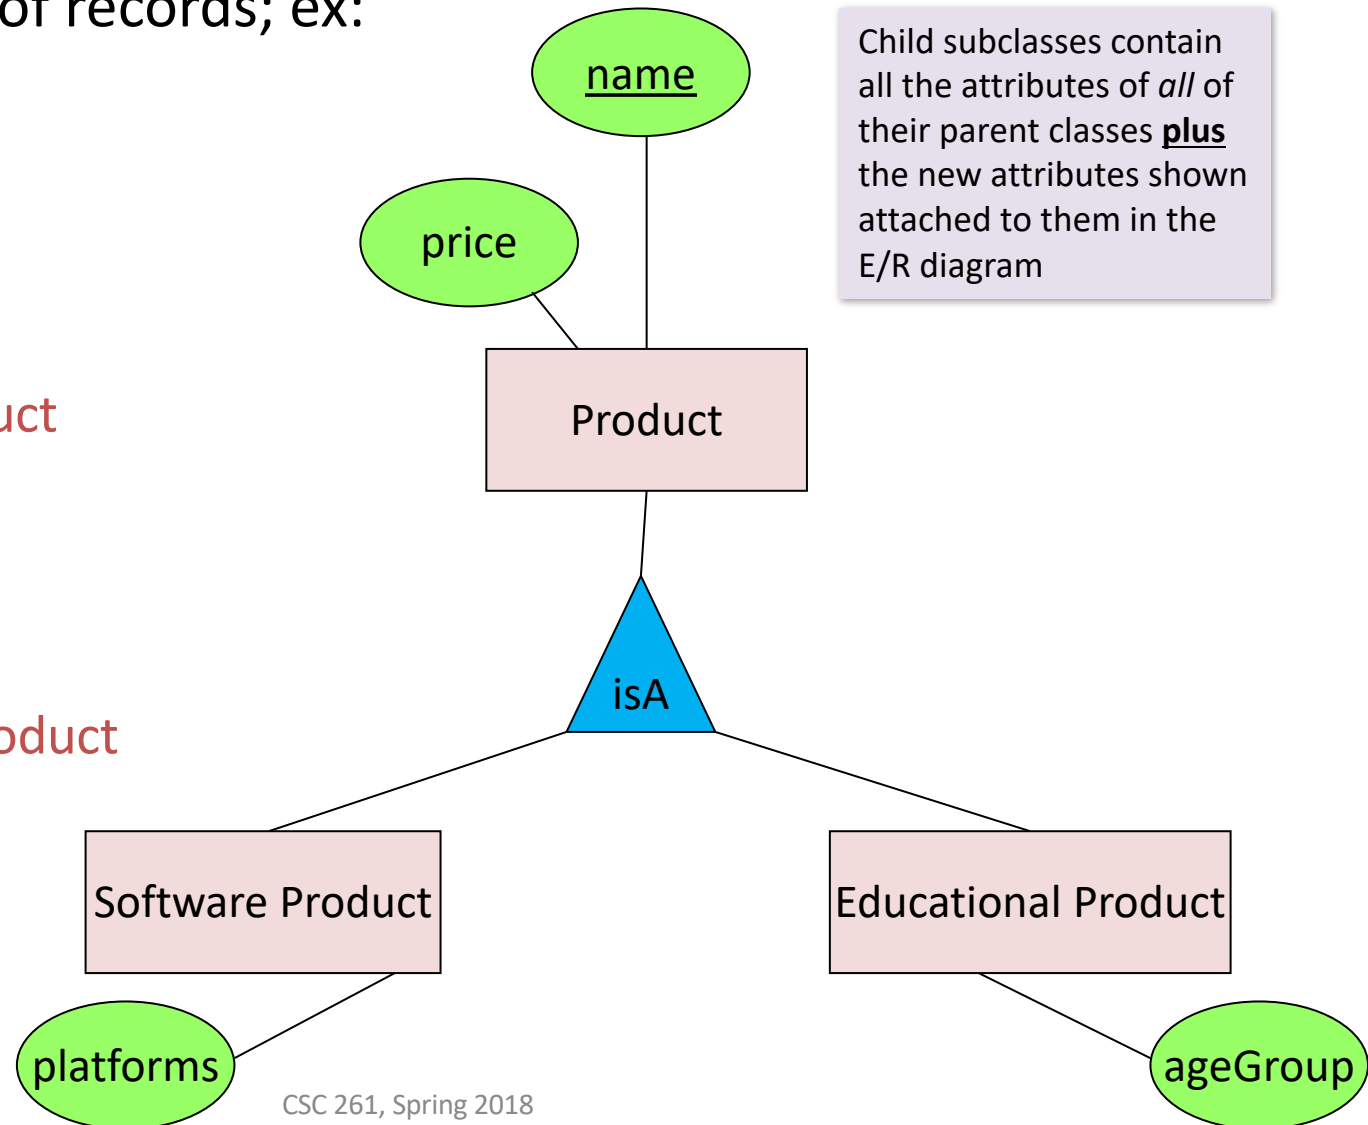 of records; ex:
name
Child subclasses contain
all the attributes of all of
their parent classes plus
the new attributes shown
attached to them in the
E/R diagram
price
uct
Product
isA
oduct
Software Product
Educational Product
platforms
ageGroup
CSC 261, Spring 2018